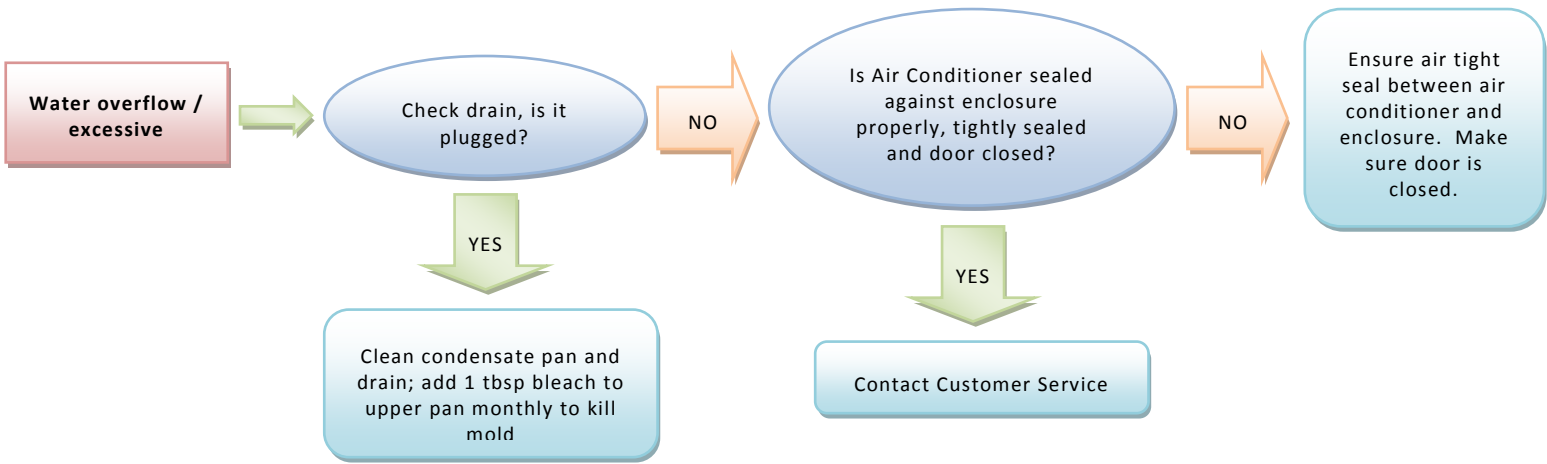 Water overflow /
excessive
Check drain, is it
plugged?
NO
Is Air Conditioner sealed
against enclosure
properly, tightly sealed
and door closed?
NO
Ensure air tight
seal between air
conditioner and
enclosure.  Make
sure door is
closed.
YES
YES
Clean condensate pan and
drain; add 1 tbsp bleach to
upper pan monthly to kill
mold
Contact Customer Service